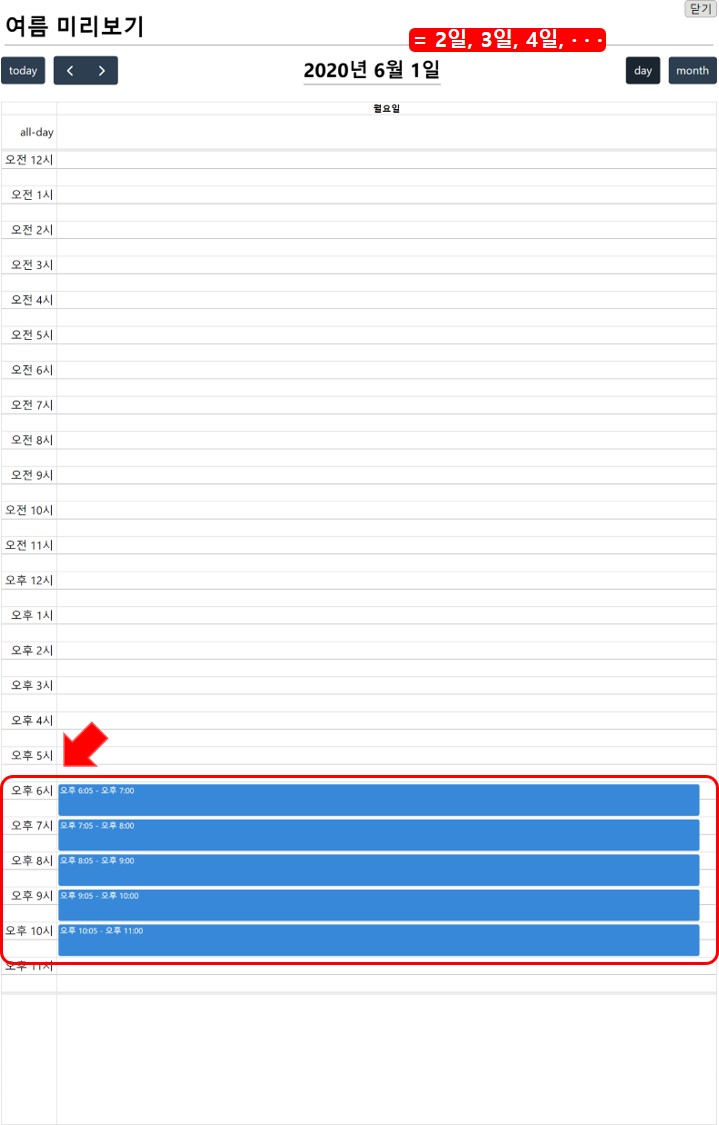 닫기
여름 미리보기
= 2일, 3일, 4일, · · ·
today < > 2020년 6월 1일 day month
월요일
all-day
오전 12시
오전 1시
오전 2시
오전 3시
오전 4시
오전 5시
오전 6시
오전 7시
오전 8시
오전 9시
오전 10시
오전 11시
오후 12시
오후 1시
오후 2시
오후 3시
오후 4시
오후 5시
오후 6시 오후 6:05 - 오후 7:00
오후 7시 오후 7:05 - 오후 8:00
오후 8시 오후 8:05 - 오후 9:00
오후 9시 오후 9:05 - 오후 10:00
오후 10시 오후 10:05 - 오후 11:00
오후 11시